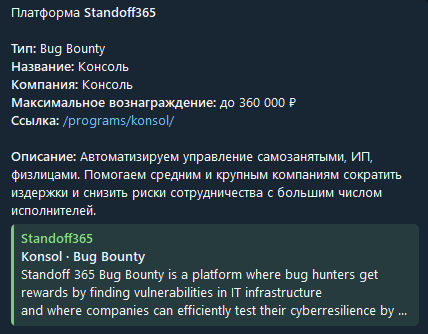 Платформа Standoff365
Тип: Bug Bounty
Название: Консоль
Компания: Консоль
Максимальное вознаграждение: до 360 000 ₽
Ссылка: /programs/konsol/
Описание: Автоматизируем управление самозанятыми, ИП,
физлицами. Помогаем средним и крупным компаниям сократить
издержки и снизить риски сотрудничества с большим числом
исполнителей.
Standoff365
Konsol · Bug Bounty
Standoff 365 Bug Bounty is a platform where bug hunters get
rewards by finding vulnerabilities in IT infrastructure
and where companies can efficiently test their cyberresilience by ...